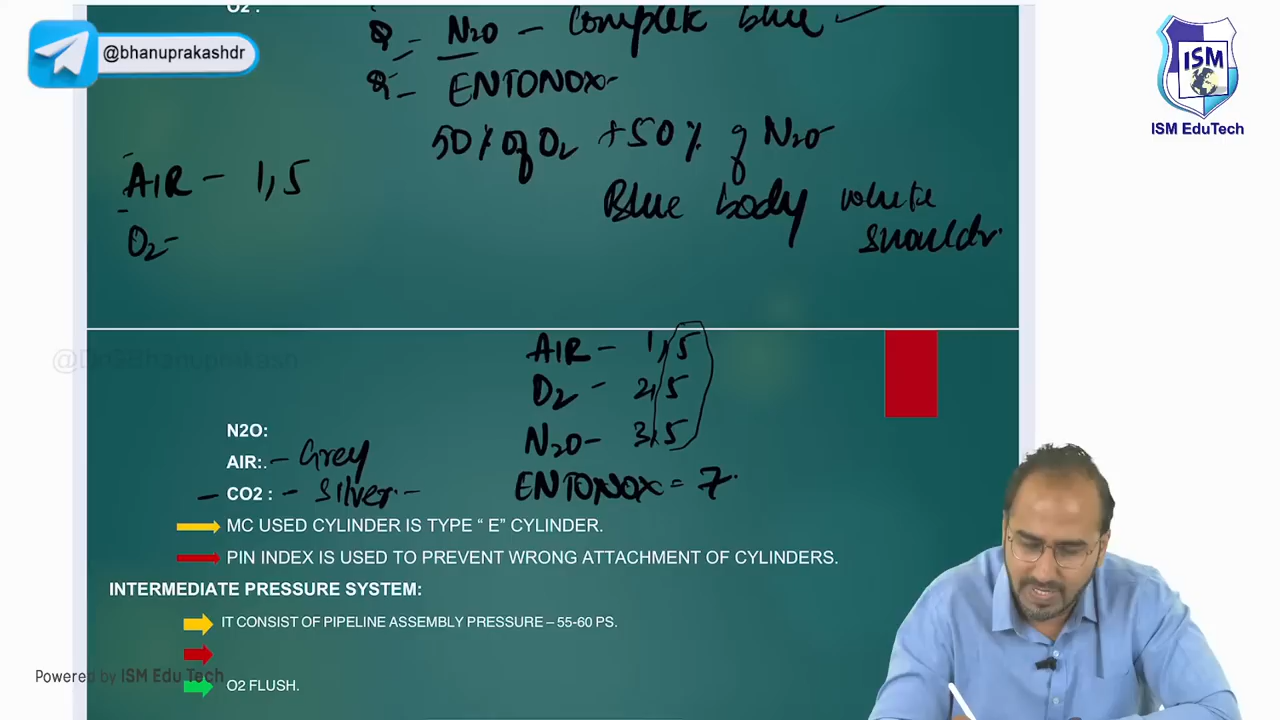 O2 :
Q - N2O - Complete blue
@bhanuprakashdr
Q - ENTONOX-
50% of O2 + 50% of N2O
Blue body white
shoulder.
AIR - 1,5
O2 -
ISM
ISM EduTech
@DrGBhanuprakash
AIR - 1,5
O2 - 2,5
N2O - 3,5
ENTONOX = 7.
N2O:
AIR:. - Grey
- CO2 : - Silver. -
MC USED CYLINDER IS TYPE “ E” CYLINDER.
PIN INDEX IS USED TO PREVENT WRONG ATTACHMENT OF CYLINDERS.
INTERMEDIATE PRESSURE SYSTEM:
IT CONSIST OF PIPELINE ASSEMBLY PRESSURE – 55-60 PS.
Powered by ISM Edu Tech
O2 FLUSH.